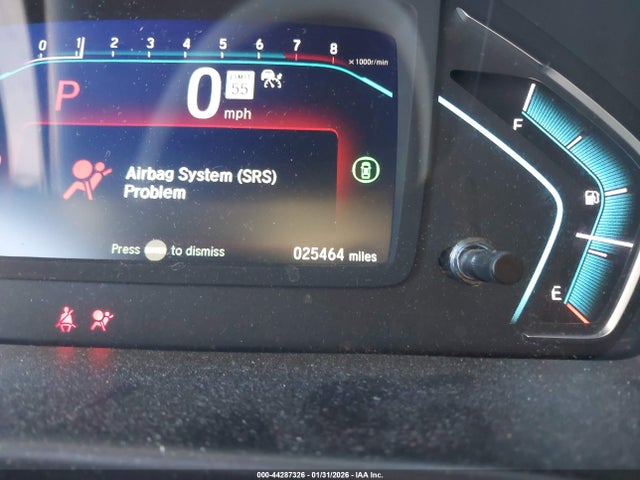 0 1 2 3 4 5 6 7 8
×1000r/min
P
LIMIT
55
0
mph
F
Airbag System (SRS)
Problem
Press to dismiss
025464 miles
E
000-44287326 - 01/31/2026 - IAA Inc.